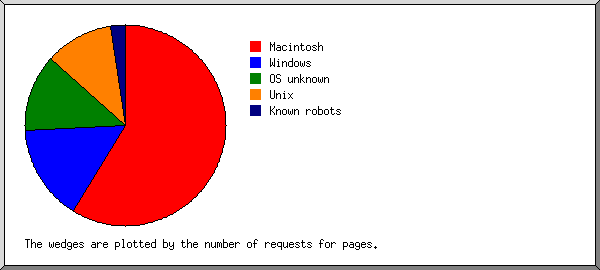 Macintosh
Windows
OS unknown
Unix
Known robots
The wedges are plotted by the number of requests for pages.